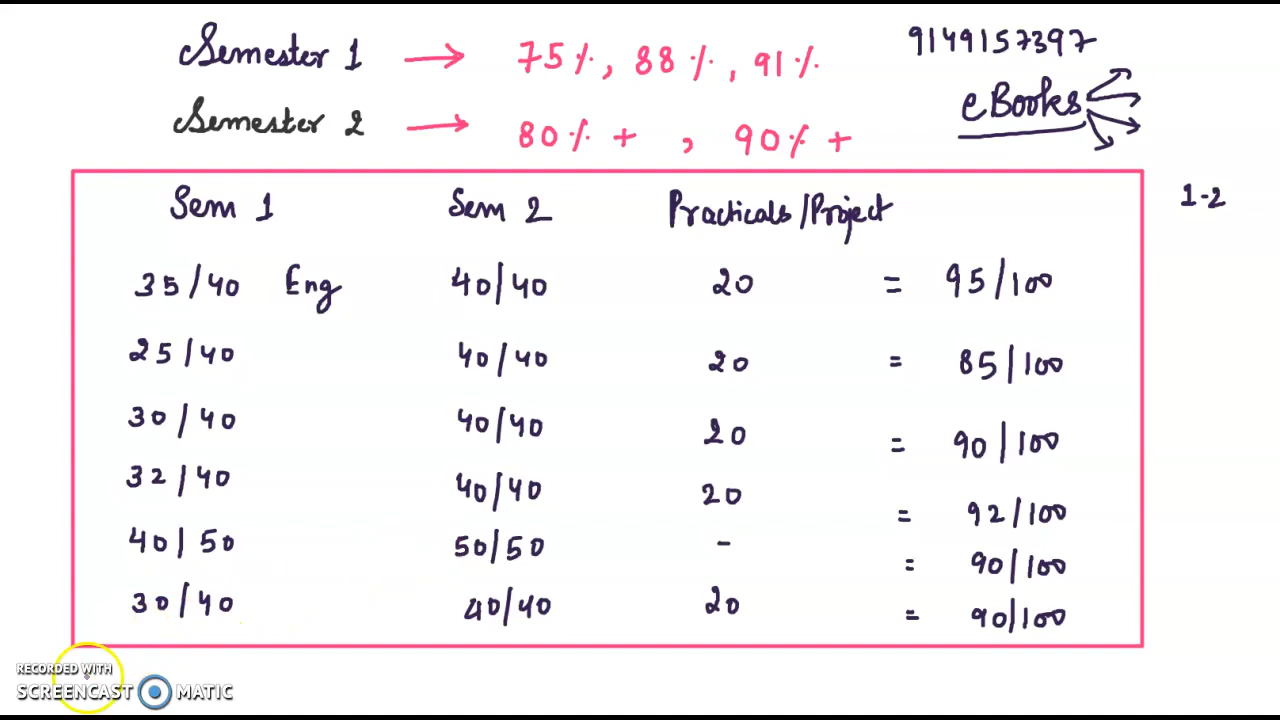 Semester 1 → 75%, 88%, 91%
9149157397
eBooks
Semester 2 → 80% + , 90% +
1-2
Sem 1 Sem 2 Practicals/Project
35/40 Eng 40/40 20 = 95/100
25/40 40/40 20 = 85/100
30/40 40/40 20 = 90/100
32/40 40/40 20 = 92/100
40/50 50/50 - = 90/100
30/40 40/40 20 = 90/100
RECORDED WITH
SCREENCAST MATIC